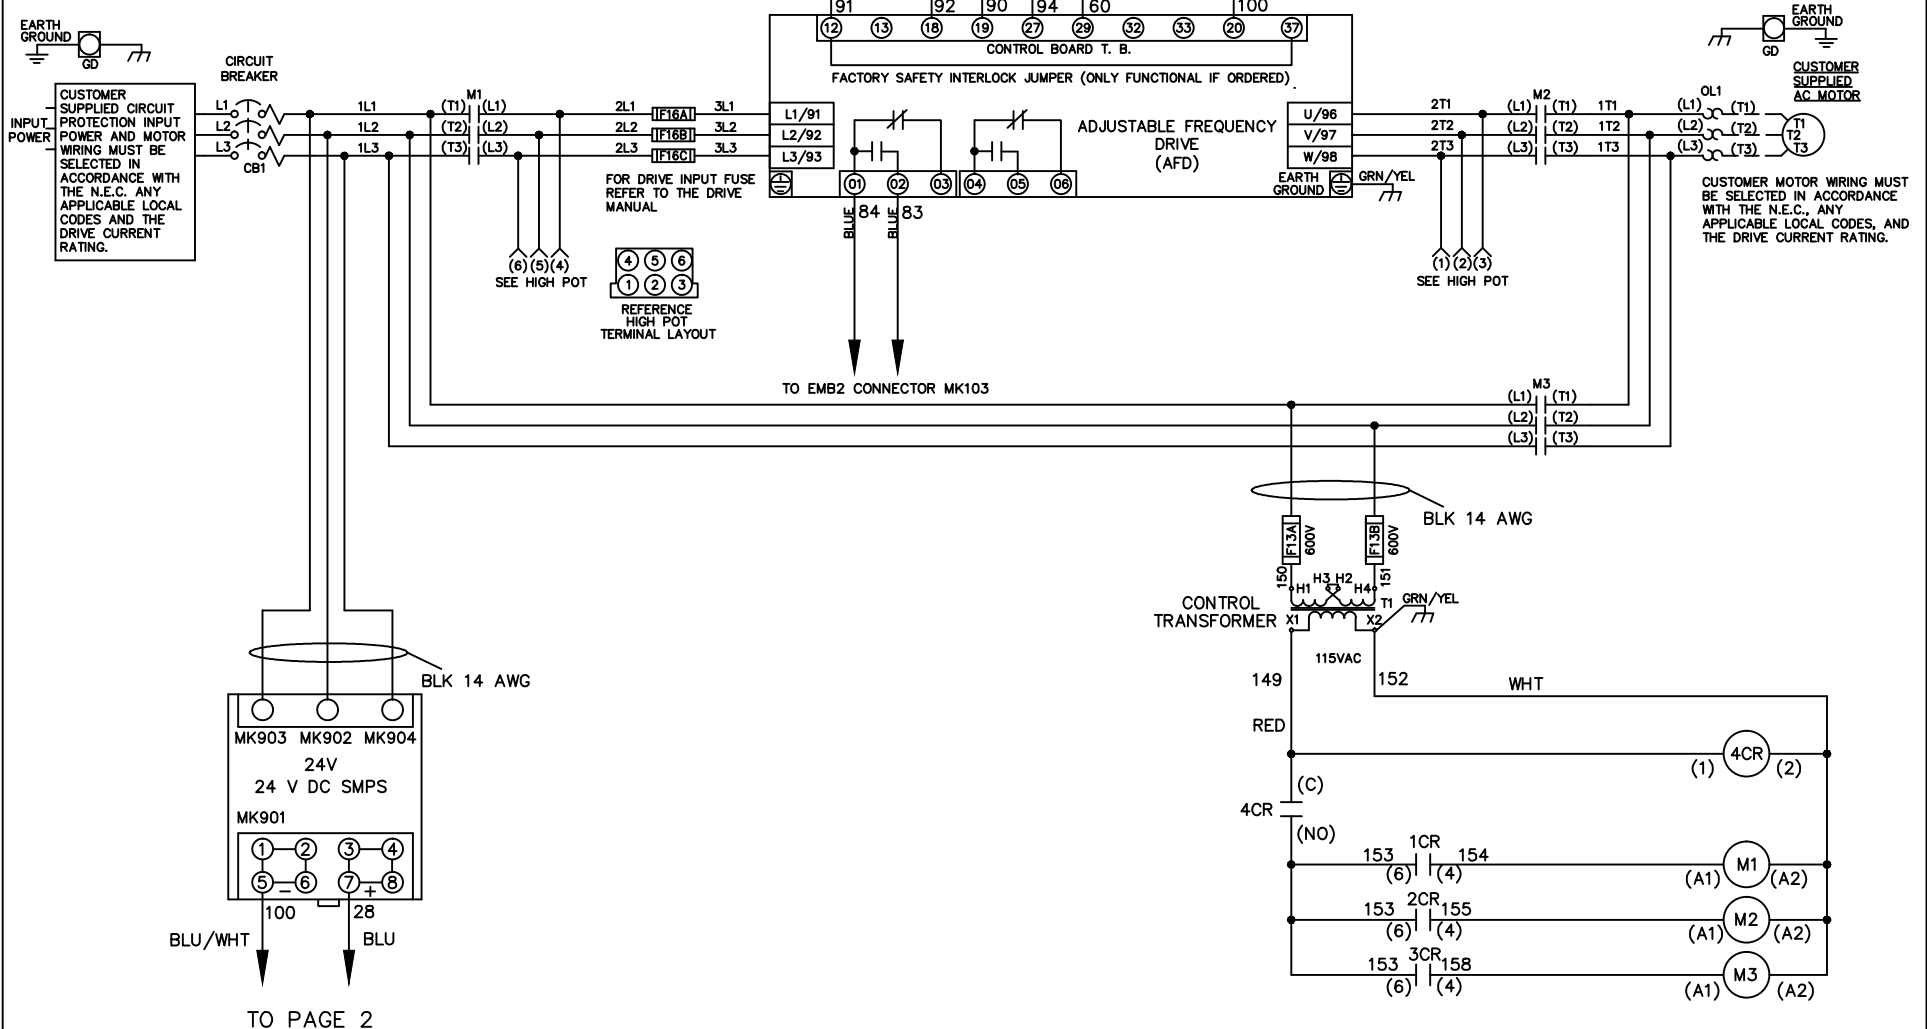 91 92 90 94 60 100
12 13 18 19 27 29 32 33 20 37
CONTROL BOARD T. B.
FACTORY SAFETY INTERLOCK JUMPER (ONLY FUNCTIONAL IF ORDERED)
EARTH
GROUND
GD
CIRCUIT
BREAKER
CUSTOMER
SUPPLIED CIRCUIT
PROTECTION INPUT
POWER AND MOTOR
WIRING MUST BE
SELECTED IN
ACCORDANCE WITH
THE N.E.C. ANY
APPLICABLE LOCAL
CODES AND THE
DRIVE CURRENT
RATING.
INPUT
POWER
L1
L2
L3
CB1
1L1
1L2
1L3
M1
(T1) (L1)
(T2) (L2)
(T3) (L3)
2L1 F16A 3L1
2L2 F16B 3L2
2L3 F16C 3L3
L1/91
L2/92
L3/93
FOR DRIVE INPUT FUSE
REFER TO THE DRIVE
MANUAL
(6) (5) (4)
SEE HIGH POT
4 5 6
1 2 3
REFERENCE
HIGH POT
TERMINAL LAYOUT
01 02 03 04 05 06
BLUE 84 BLUE 83
TO EMB2 CONNECTOR MK103
ADJUSTABLE FREQUENCY
DRIVE
(AFD)
U/96
V/97
W/98
EARTH
GROUND
GRN/YEL
2T1
2T2
2T3
(1) (2) (3)
SEE HIGH POT
M2
(L1) (T1)
(L2) (T2)
(L3) (T3)
1T1
1T2
1T3
EARTH
GROUND
GD
CUSTOMER
SUPPLIED
AC MOTOR
OL1
(L1) (T1)
(L2) (T2)
(L3) (T3)
T1
T2
T3
CUSTOMER MOTOR WIRING MUST
BE SELECTED IN ACCORDANCE
WITH THE N.E.C., ANY
APPLICABLE LOCAL CODES, AND
THE DRIVE CURRENT RATING.
M3
(L1) (T1)
(L2) (T2)
(L3) (T3)
BLK 14 AWG
F13A 600V
F13B 600V
150 151
H1 H3 H2 H4
T1
GRN/YEL
CONTROL
TRANSFORMER
X1 X2
115VAC
149 152
WHT
RED
4CR
(1) (2)
(C)
4CR
(NO)
1CR
153 154
(6) (4)
M1
(A1) (A2)
2CR
153 155
(6) (4)
M2
(A1) (A2)
3CR
153 158
(6) (4)
M3
(A1) (A2)
BLK 14 AWG
MK903 MK902 MK904
24V
24 V DC SMPS
MK901
1 2 3 4
5 6 7 8
− +
100 28
BLU/WHT BLU
TO PAGE 2